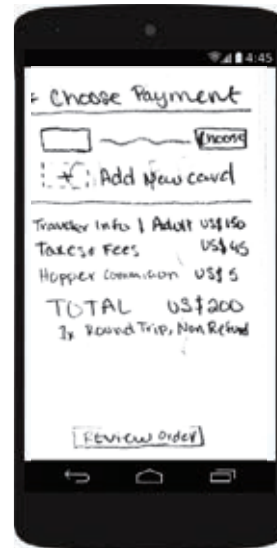 4:45
Choose Payment
Choose
+ Add New card
Traveler Info 1 Adult US$150
Taxes & Fees US$45
Hopper Commition US$ 5
TOTAL US$200
1x Round Trip, Non Refund
Review Order